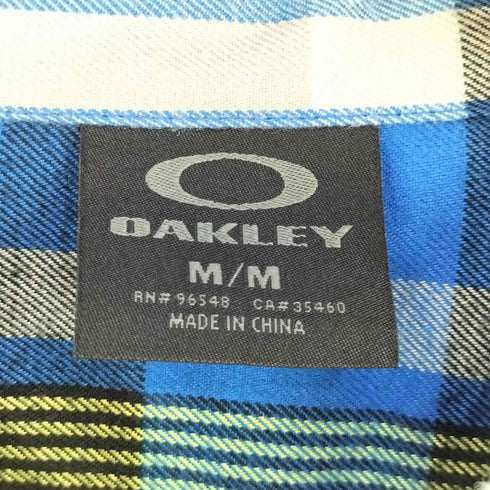 OAKLEY
M/M
RN# 96548 CA# 35460
MADE IN CHINA